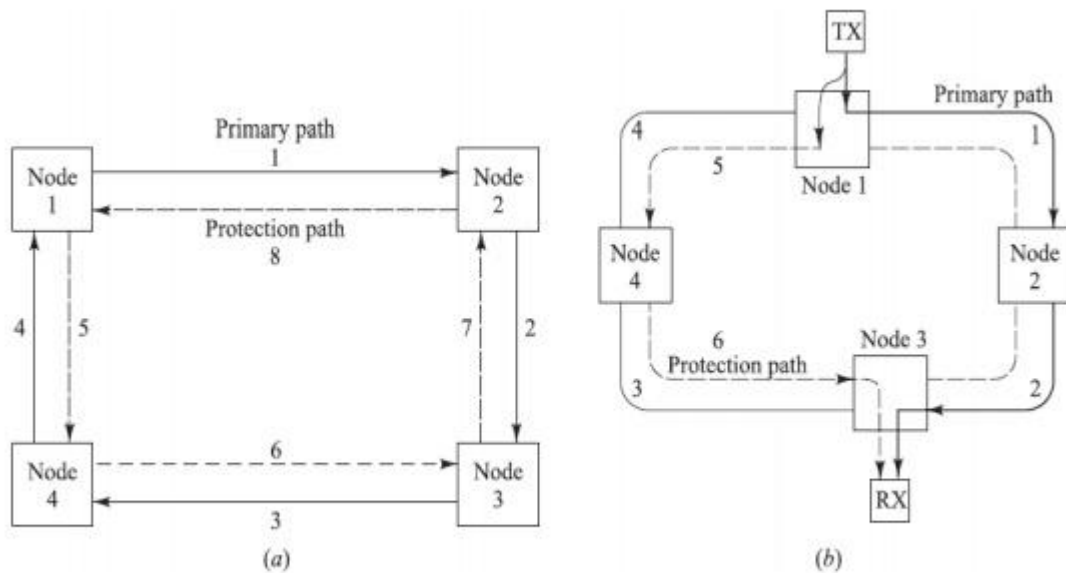 Primary path
1
Node
1
Node
2
Protection path
8
4
5
7
2
Node
4
6
3
Node
3
(a)
TX
Primary path
4
1
5
Node 1
Node
4
Node
2
6
Protection path
Node 3
3
2
RX
(b)